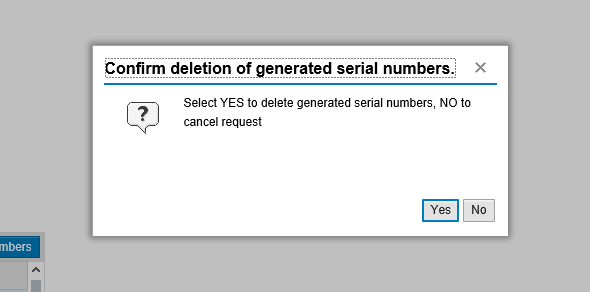 Confirm deletion of generated serial numbers.
Select YES to delete generated serial numbers, NO to
cancel request
Yes No
mbers